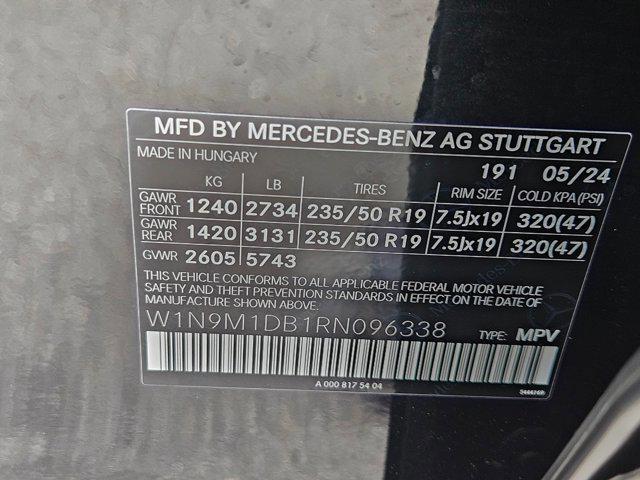 MFD BY MERCEDES-BENZ AG STUTTGART
MADE IN HUNGARY 191 05/24
KG LB TIRES RIM SIZE COLD KPA (PSI)
GAWR FRONT 1240 2734 235/50 R19 7.5Jx19 320(47)
GAWR REAR 1420 3131 235/50 R19 7.5Jx19 320(47)
GVWR 2605 5743
THIS VEHICLE CONFORMS TO ALL APPLICABLE FEDERAL MOTOR VEHICLE
SAFETY AND THEFT PREVENTION STANDARDS IN EFFECT ON THE DATE OF
MANUFACTURE SHOWN ABOVE.
W1N9M1DB1RN096338 TYPE: MPV
A 000 817 54 04